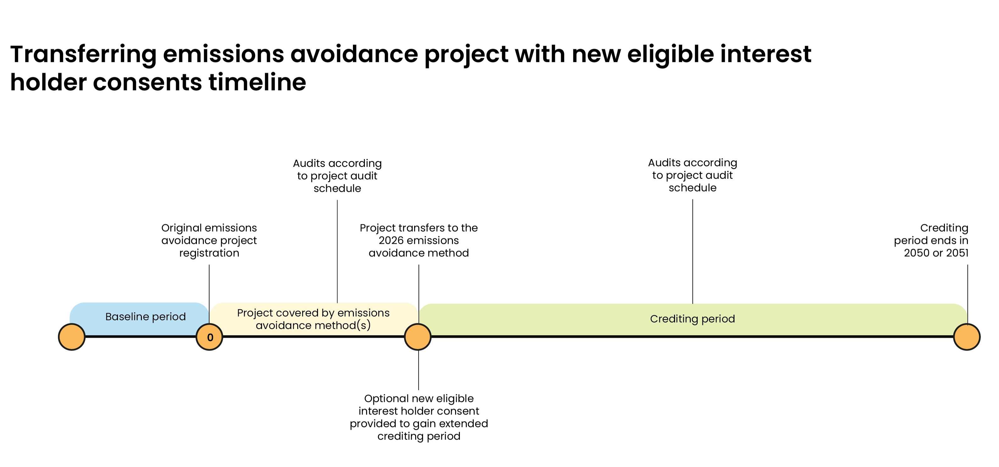 Transferring emissions avoidance project with new eligible interest
holder consents timeline
Audits according
to project audit
schedule
Audits according
to project audit
schedule
Original emissions
avoidance project
registration
Project transfers to the
2026 emissions
avoidance method
Crediting
period ends in
2050 or 2051
Baseline period
Project covered by emissions
avoidance method(s)
Crediting period
0
Optional new eligible
interest holder consent
provided to gain extended
crediting period